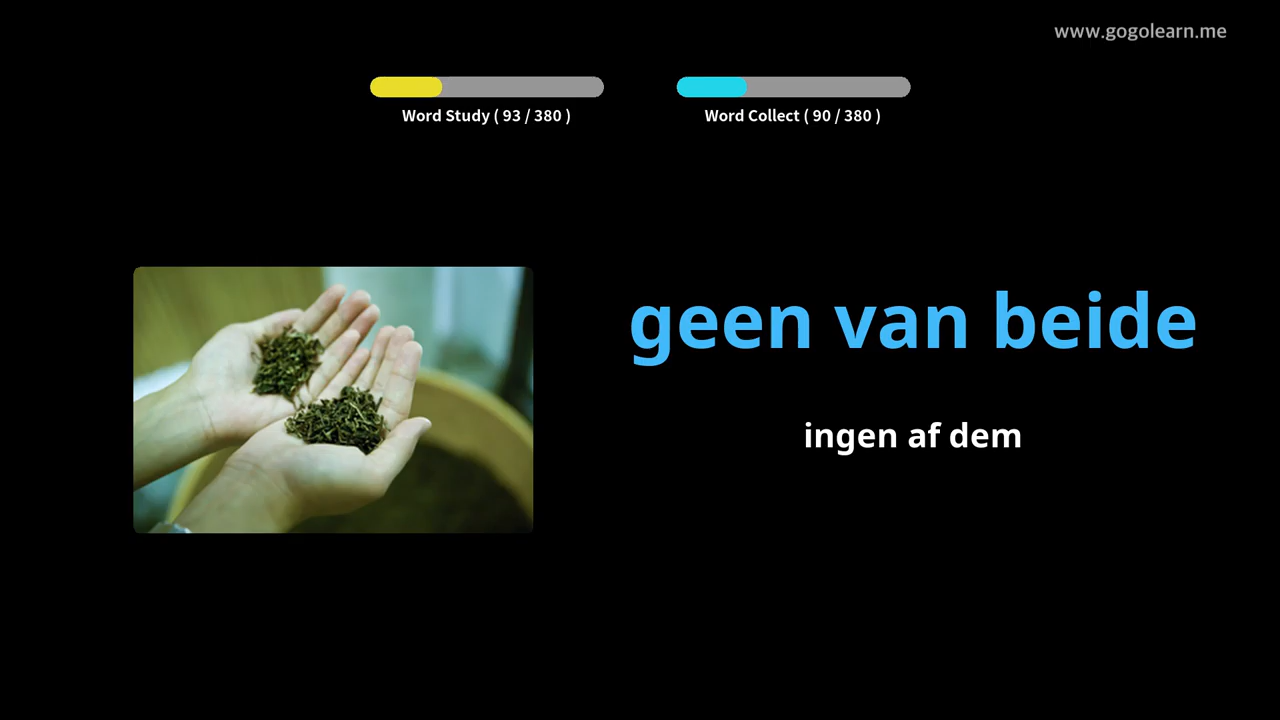 www.gogolearn.me
Word Study ( 93 / 380 )
Word Collect ( 90 / 380 )
geen van beide
ingen af dem